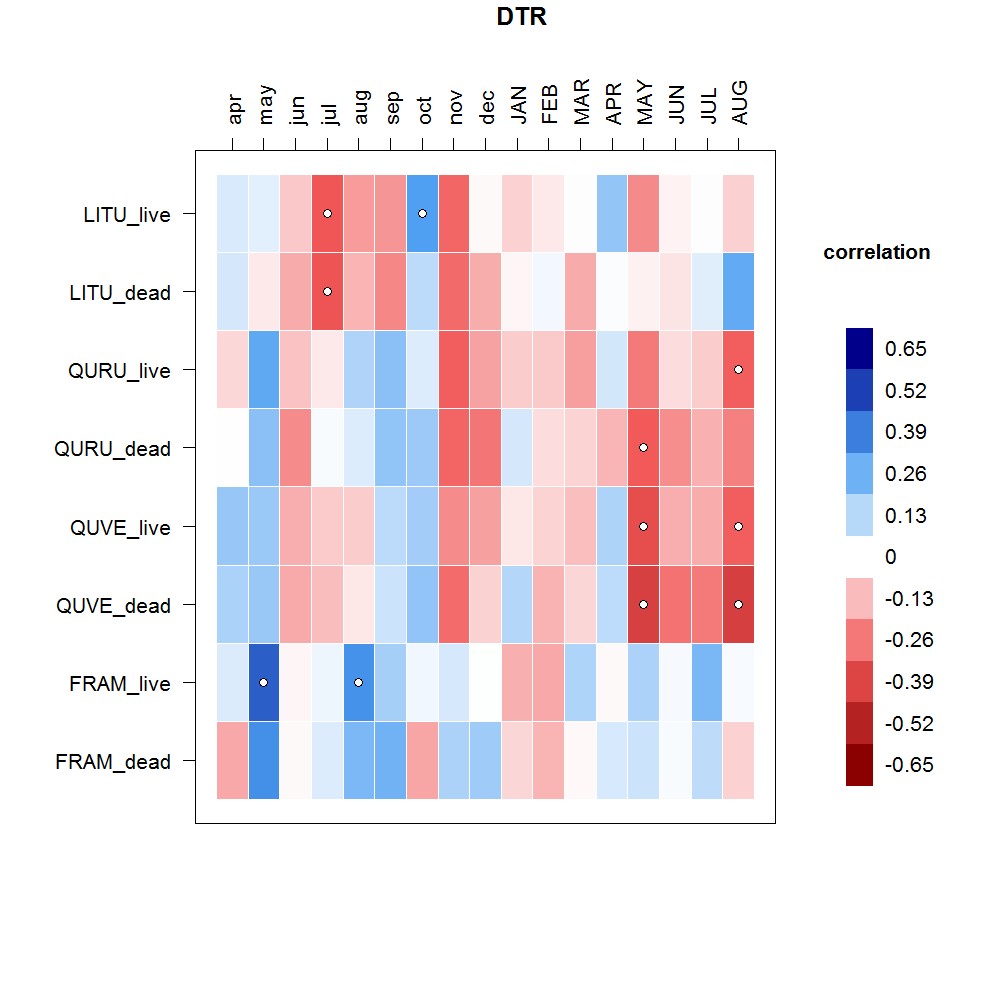 DTR
apr may jun jul aug sep oct nov dec JAN FEB MAR APR MAY JUN JUL AUG
LITU_live
LITU_dead
QURU_live
QURU_dead
QUVE_live
QUVE_dead
FRAM_live
FRAM_dead
correlation
0.65
0.52
0.39
0.26
0.13
0
-0.13
-0.26
-0.39
-0.52
-0.65